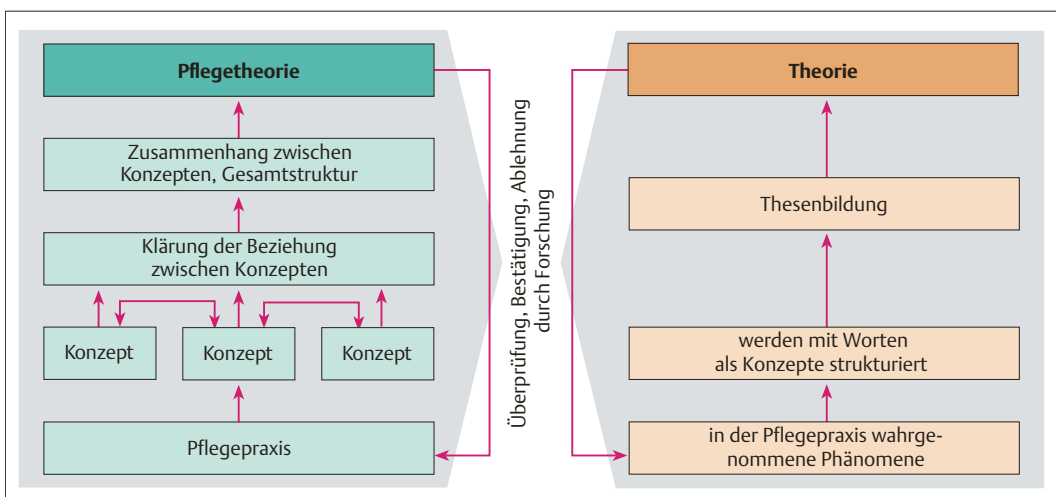 Pflegetheorie
Zusammenhang zwischen
Konzepten, Gesamtstruktur
Klärung der Beziehung
zwischen Konzepten
Konzept
Konzept
Konzept
Pflegepraxis
Überprüfung, Bestätigung, Ablehnung
durch Forschung
Theorie
Thesenbildung
werden mit Worten
als Konzepte strukturiert
in der Pflegepraxis wahrge-
nommene Phänomene